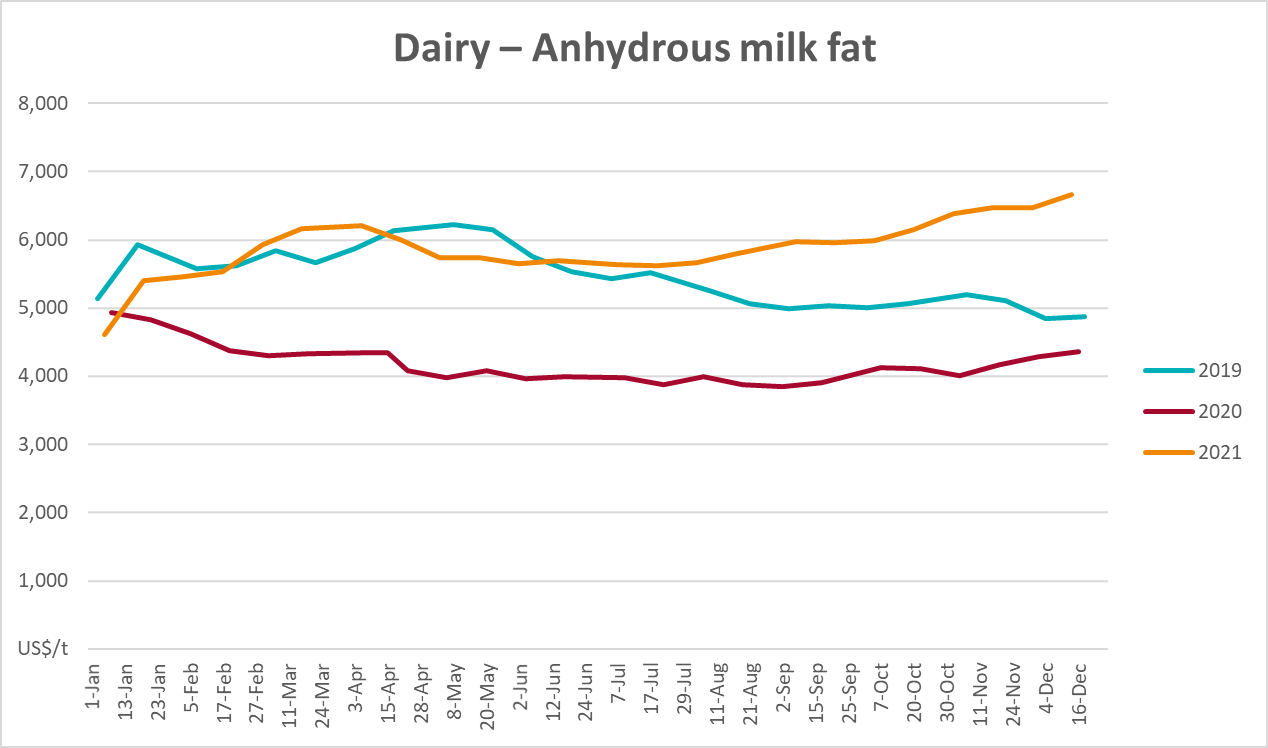 Dairy – Anhydrous milk fat
8,000
7,000
6,000
5,000
4,000
3,000
2,000
1,000
US$/t
1-Jan
13-Jan
23-Jan
5-Feb
17-Feb
27-Feb
11-Mar
24-Mar
3-Apr
15-Apr
28-Apr
8-May
20-May
2-Jun
12-Jun
24-Jun
7-Jul
17-Jul
29-Jul
11-Aug
21-Aug
2-Sep
15-Sep
25-Sep
7-Oct
20-Oct
30-Oct
11-Nov
24-Nov
4-Dec
16-Dec
2019
2020
2021